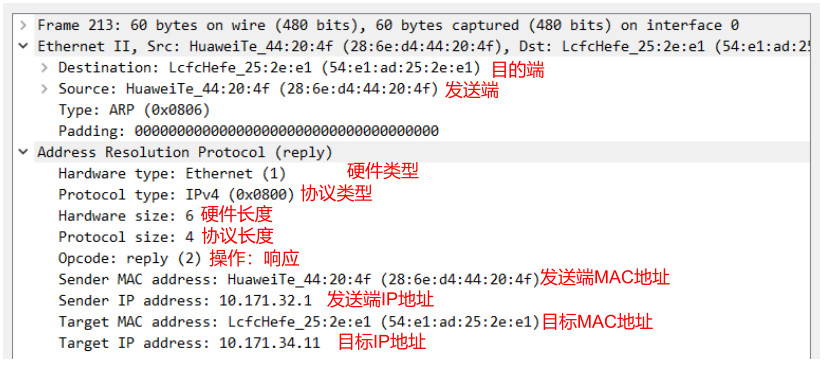 Frame 213: 60 bytes on wire (480 bits), 60 bytes captured (480 bits) on interface 0
Ethernet II, Src: HuaweiTe_44:20:4f (28:6e:d4:44:20:4f), Dst: LcfcHefe_25:2e:e1 (54:e1:ad:25
Destination: LcfcHefe_25:2e:e1 (54:e1:ad:25:2e:e1) 目的端
Source: HuaweiTe_44:20:4f (28:6e:d4:44:20:4f) 发送端
Type: ARP (0x0806)
Padding: 000000000000000000000000000000000000
Address Resolution Protocol (reply)
Hardware type: Ethernet (1) 硬件类型
Protocol type: IPv4 (0x0800) 协议类型
Hardware size: 6 硬件长度
Protocol size: 4 协议长度
Opcode: reply (2) 操作：响应
Sender MAC address: HuaweiTe_44:20:4f (28:6e:d4:44:20:4f)发送端MAC地址
Sender IP address: 10.171.32.1 发送端IP地址
Target MAC address: LcfcHefe_25:2e:e1 (54:e1:ad:25:2e:e1)目标MAC地址
Target IP address: 10.171.34.11 目标IP地址